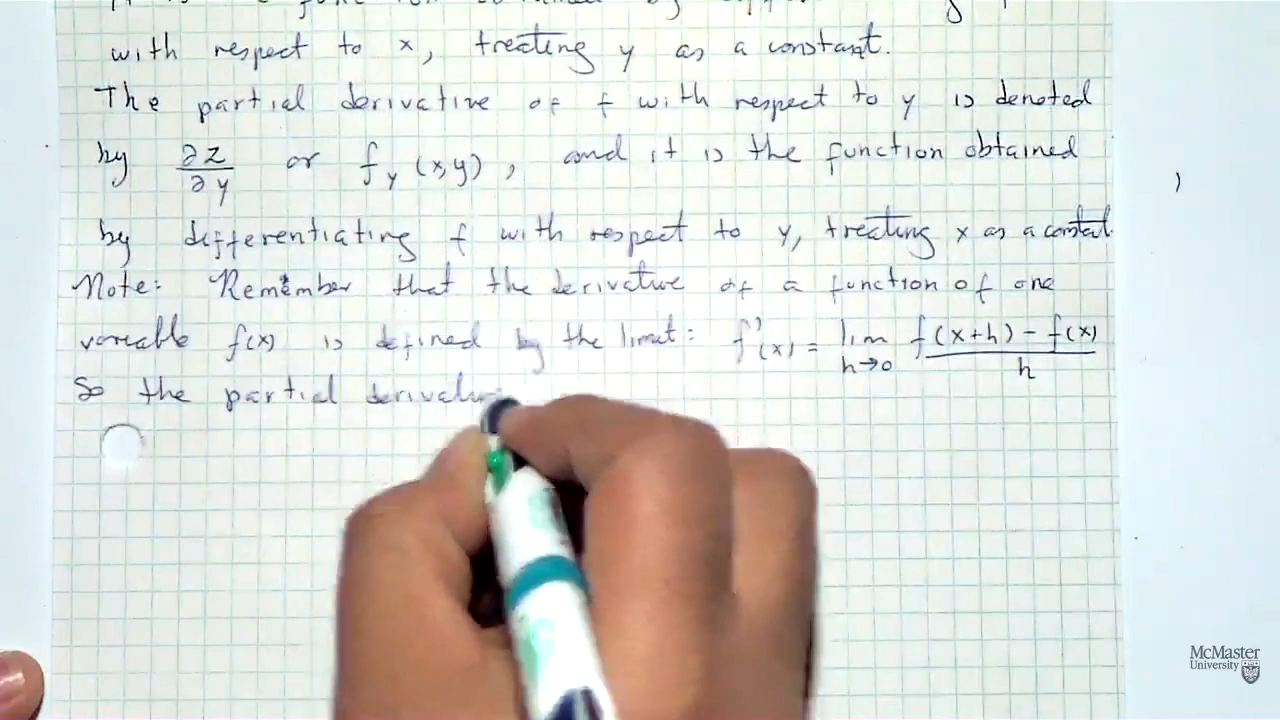 with respect to x, treating y as a constant.
The partial derivative of f with respect to y is denoted
by ∂z/∂y or f_y (x,y), and it is the function obtained
by differentiating f with respect to y, treating x as a constat.
Note: Remember that the derivative of a function of one
variable f(x) is defined by the limit: f'(x) = lim h→0 f(x+h) - f(x) / h
So the partial
McMaster
University